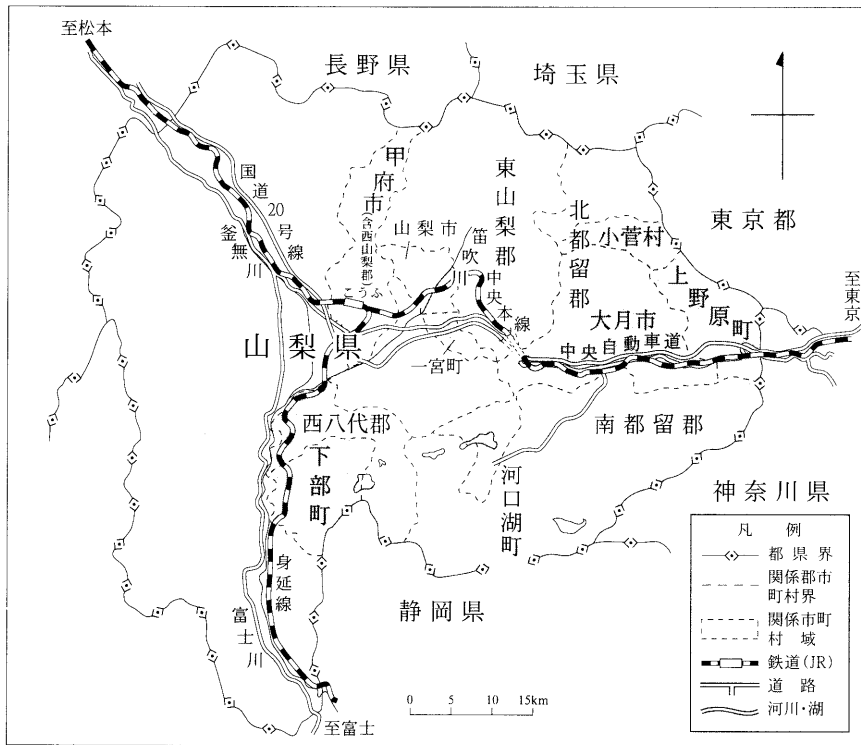 至松本
長野県
埼玉県
国道20号線
釜無川
甲府市
(含西山梨郡)
こうふ
山梨市
笛吹川
東山梨郡
中央本線
北都留郡
小菅村
東京都
上野原町
至東京
大月市
中央自動車道
山梨県
一宮町
西八代郡
下部町
河口湖町
南都留郡
神奈川県
身延線
富士川
静岡県
至富士
0 5 10 15km
凡例
都県界
関係郡市
町村界
関係市町
村域
鉄道(JR)
道路
河川・湖